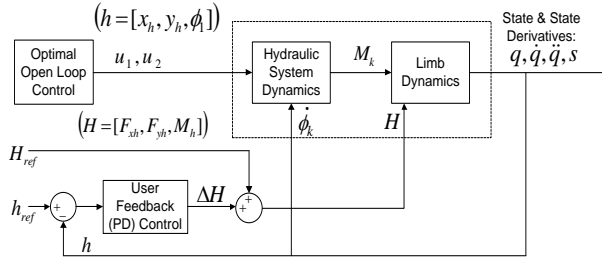 (h=[x_h, y_h, ϕ_1])
State & State
Derivatives:
q, q̇, q̈, s
Optimal
Open Loop
Control
u_1, u_2
Hydraulic
System
Dynamics
M_k
Limb
Dynamics
(H=[F_xh, F_yh, M_h])
ϕ̇_k
H
H_ref
+
+
h_ref
+
−
User
Feedback
(PD) Control
ΔH
h